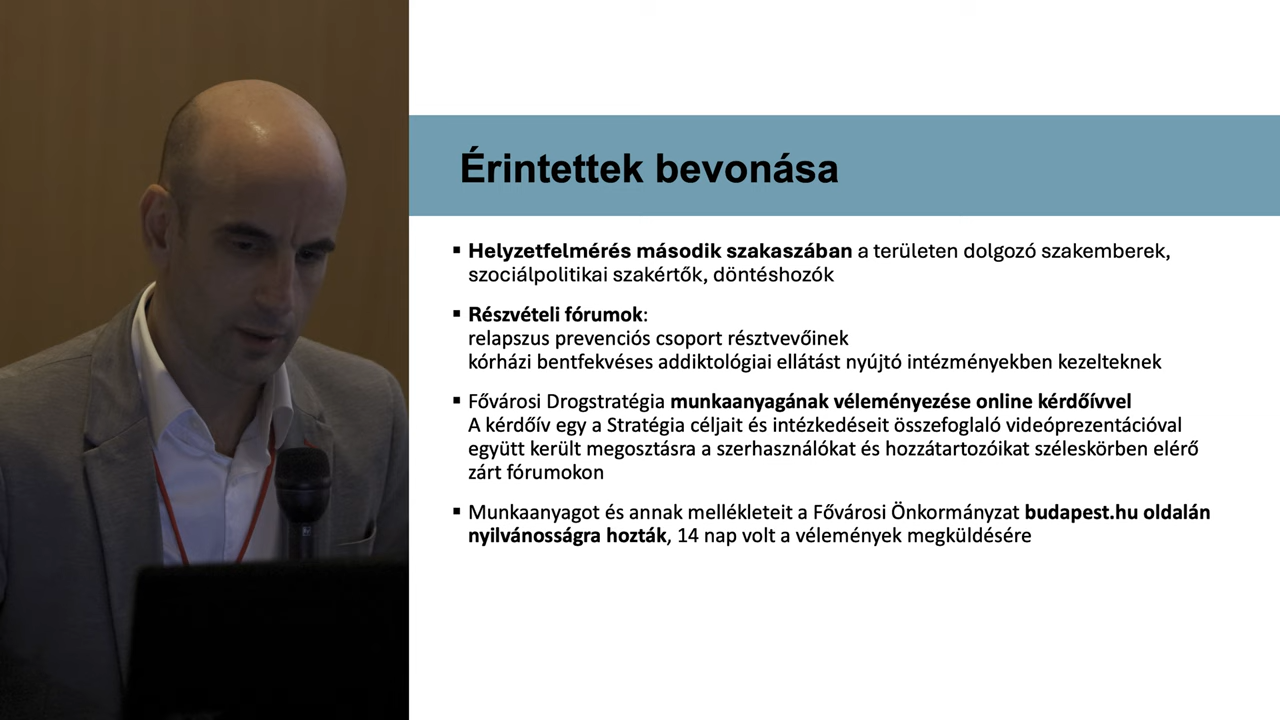 Érintettek bevonása
▪ Helyzetfelmérés második szakaszában a területen dolgozó szakemberek,
szociálpolitikai szakértők, döntéshozók
▪ Részvételi fórumok:
relapszus prevenciós csoport résztvevőinek
kórházi bentfekvéses addiktológiai ellátást nyújtó intézményekben kezelteknek
▪ Fővárosi Drogstratégia munkaanyagának véleményezése online kérdőívvel
A kérdőív egy a Stratégia céljait és intézkedéseit összefoglaló videóprezentációval
együtt került megosztásra a szerhasználókat és hozzátartozóikat széleskörben elérő
zárt fórumokon
▪ Munkaanyagot és annak mellékleteit a Fővárosi Önkormányzat budapest.hu oldalán
nyilvánosságra hozták, 14 nap volt a vélemények megküldésére